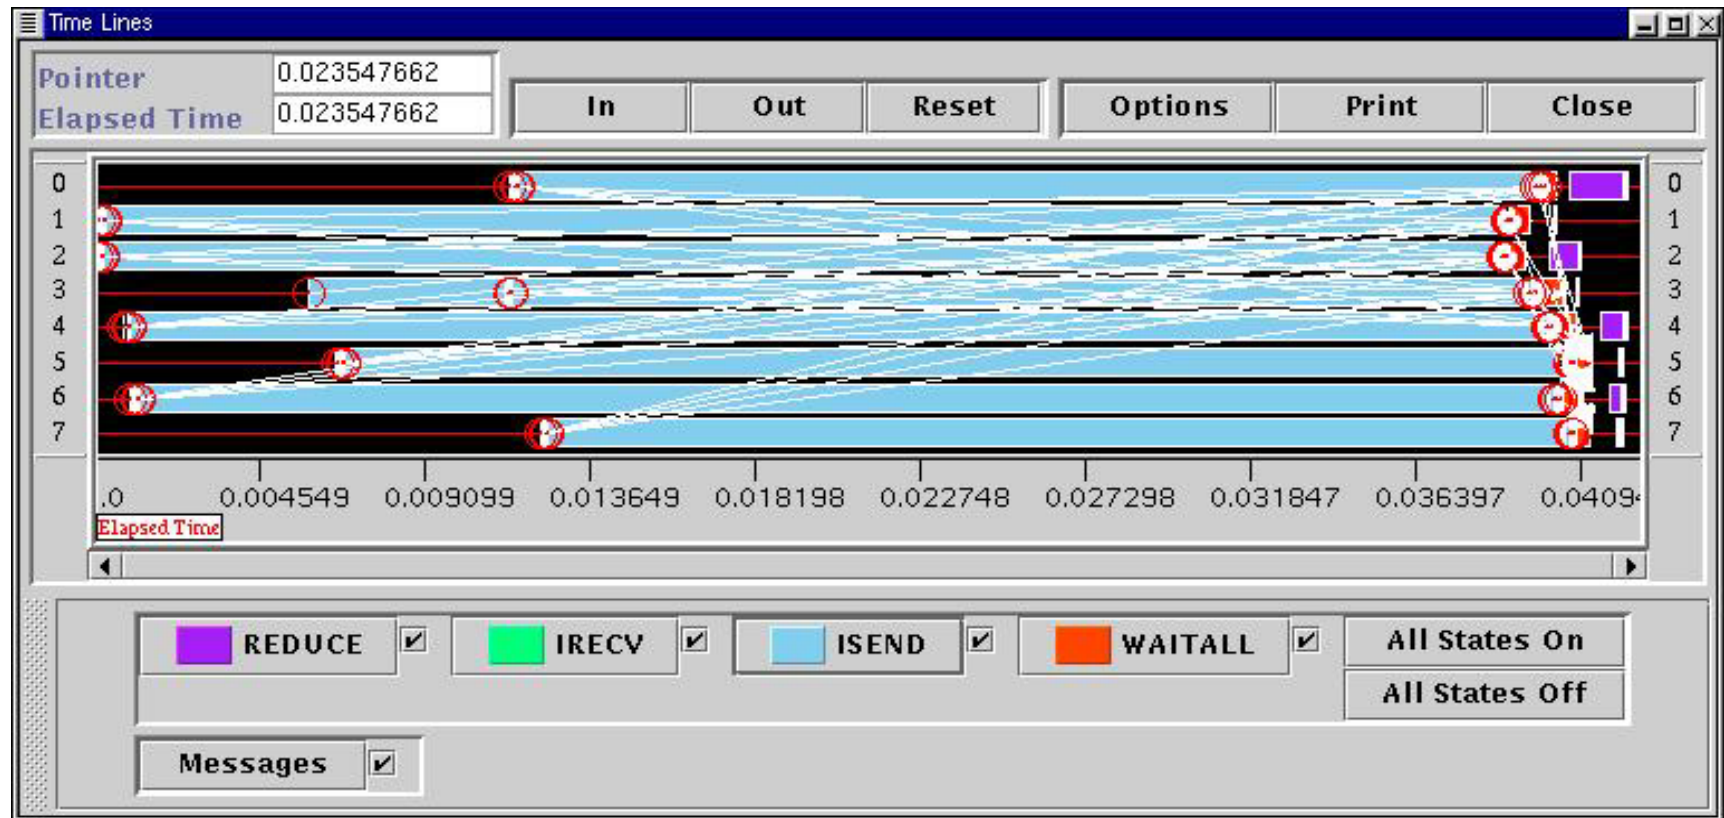 Time Lines
Pointer 0.023547662
Elapsed Time 0.023547662
In Out Reset Options Print Close
0 0
1 1
2 2
3 3
4 4
5 5
6 6
7 7
.0 0.004549 0.009099 0.013649 0.018198 0.022748 0.027298 0.031847 0.036397 0.0409
Elapsed Time
REDUCE IRECV ISEND WAITALL All States On
All States Off
Messages